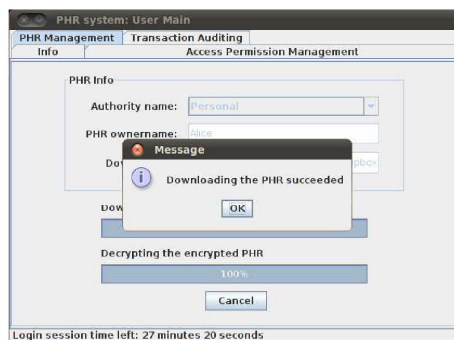 PHR system: User Main
PHR Management Transaction Auditing
Info Access Permission Management
PHR Info
Authority name: Personal
PHR ownername: Alice
Message
Downloading the PHR succeeded
OK
Decrypting the encrypted PHR
100%
Cancel
Login session time left: 27 minutes 20 seconds